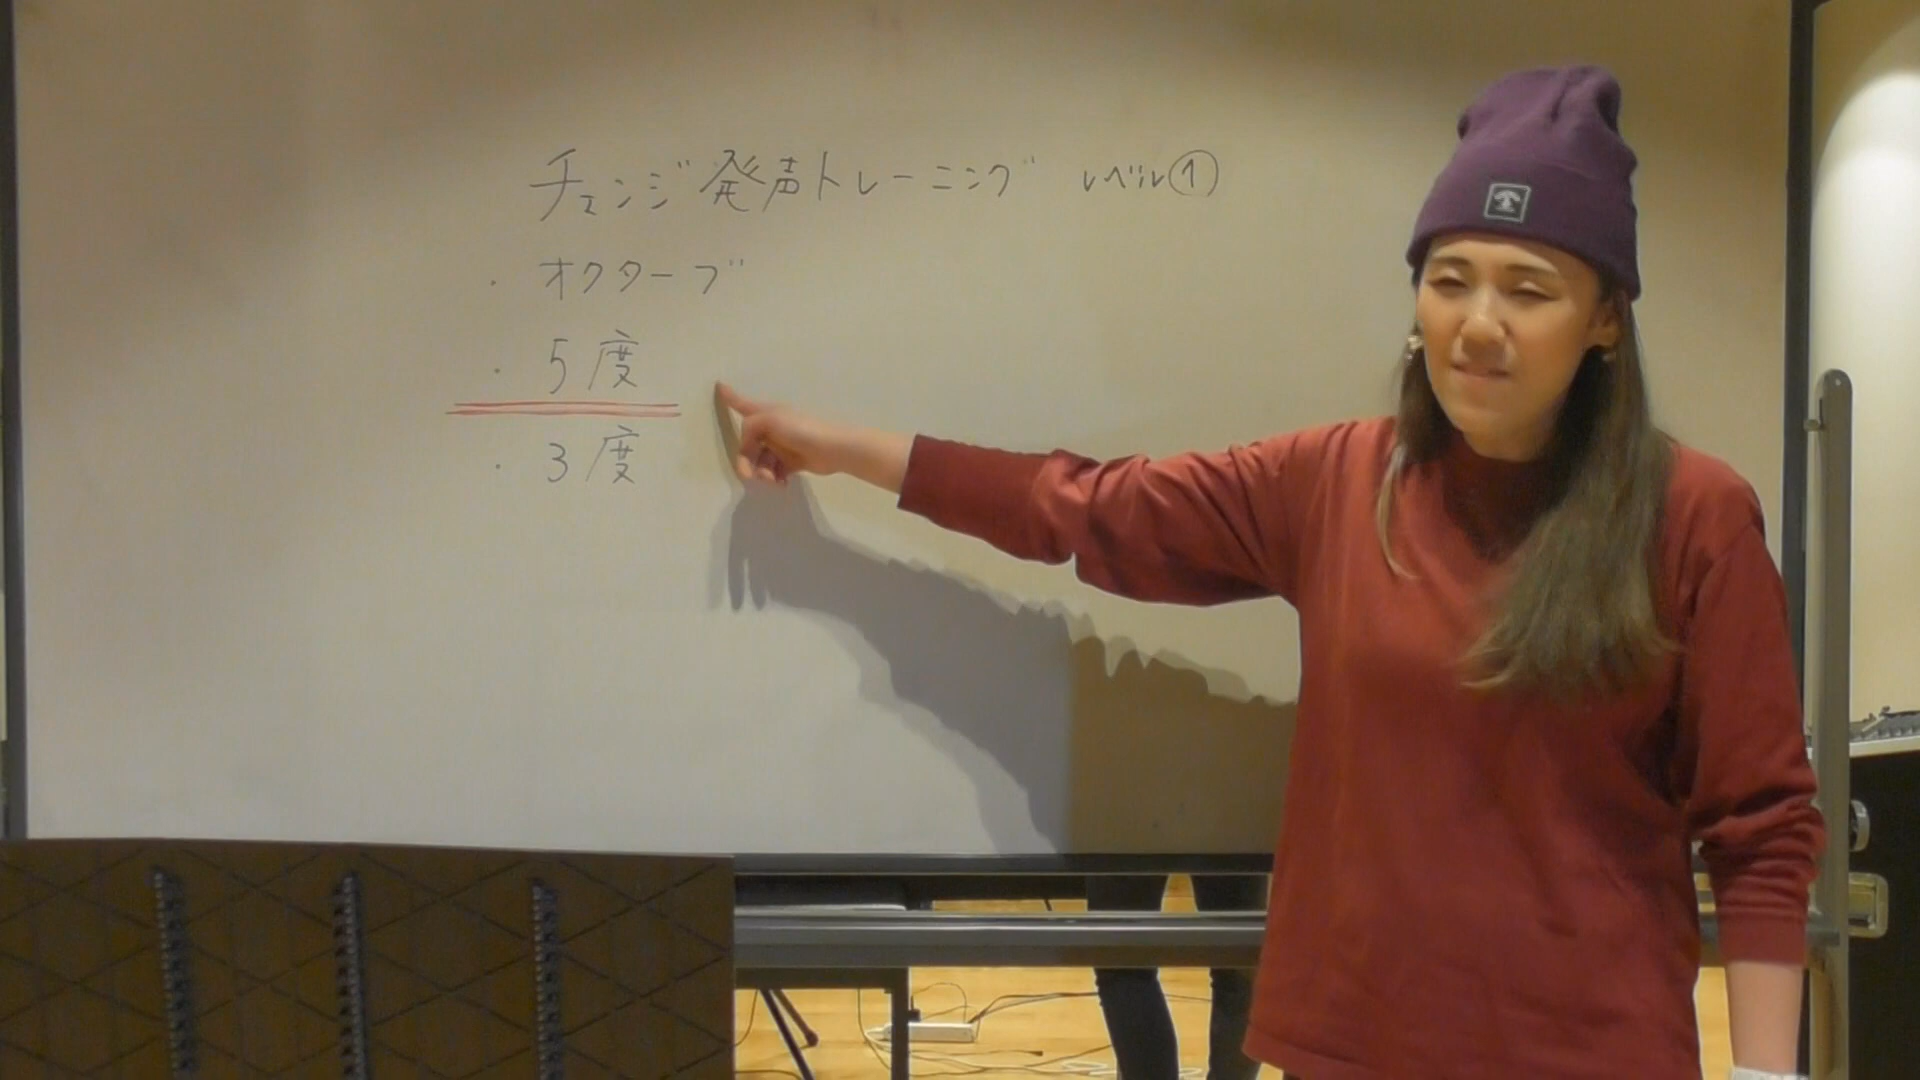 チェンジ発声トレーニング レベル①
・オクターブ
・5度
・3度